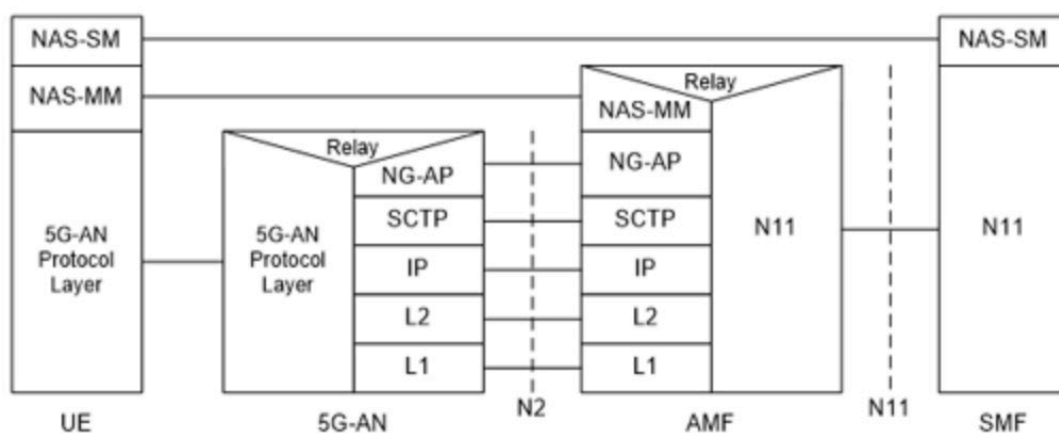 NAS-SM
NAS-SM
NAS-MM
Relay
NAS-MM
Relay
NG-AP
NG-AP
5G-AN
Protocol
Layer
5G-AN
Protocol
Layer
SCTP
SCTP
N11
N11
IP
IP
L2
L2
L1
L1
UE
5G-AN
N2
AMF
N11
SMF